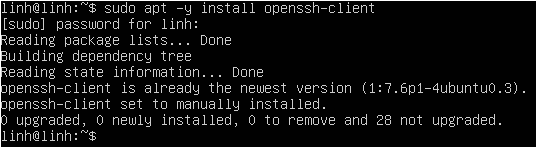 linh@linh:~$ sudo apt -y install openssh-client
[sudo] password for linh:
Reading package lists... Done
Building dependency tree
Reading state information... Done
openssh-client is already the newest version (1:7.6p1-4ubuntu0.3).
openssh-client set to manually installed.
0 upgraded, 0 newly installed, 0 to remove and 28 not upgraded.
linh@linh:~$